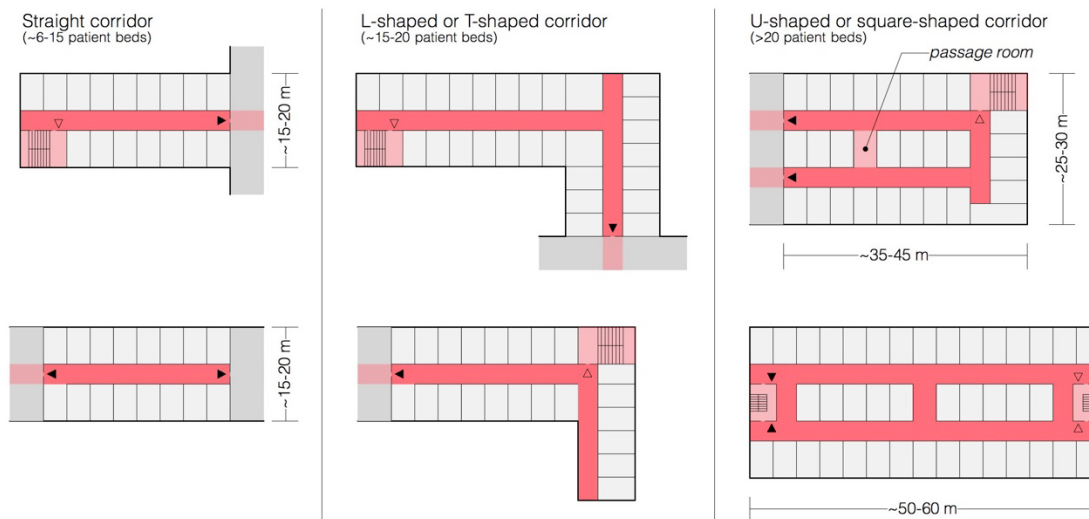 Straight corridor
(~6-15 patient beds)
~15-20 m
~15-20 m
L-shaped or T-shaped corridor
(~15-20 patient beds)
U-shaped or square-shaped corridor
(>20 patient beds)
passage room
~25-30 m
~35-45 m
~50-60 m